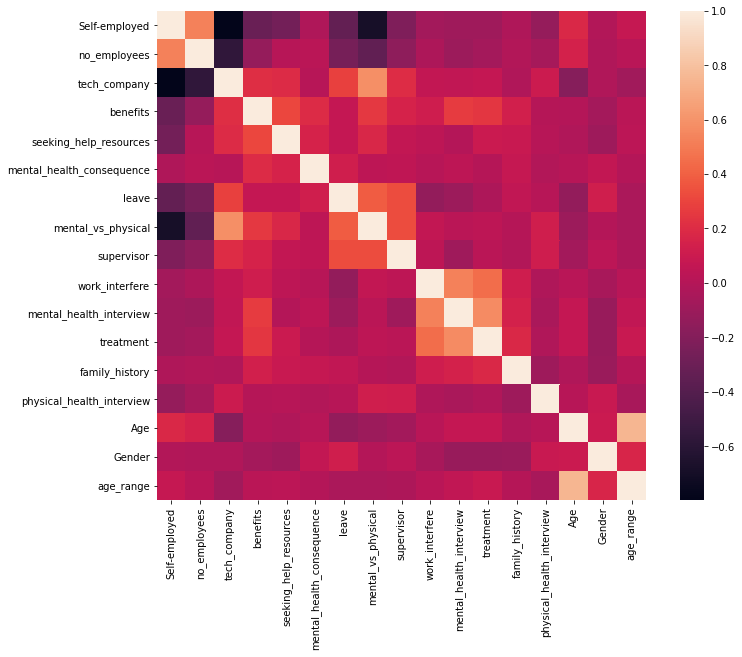 Self-employed
no_employees
tech_company
benefits
seeking_help_resources
mental_health_consequence
leave
mental_vs_physical
supervisor
work_interfere
mental_health_interview
treatment
family_history
physical_health_interview
Age
Gender
age_range
Self-employed
no_employees
tech_company
benefits
seeking_help_resources
mental_health_consequence
leave
mental_vs_physical
supervisor
work_interfere
mental_health_interview
treatment
family_history
physical_health_interview
Age
Gender
age_range
1.0
0.8
0.6
0.4
0.2
0.0
−0.2
−0.4
−0.6